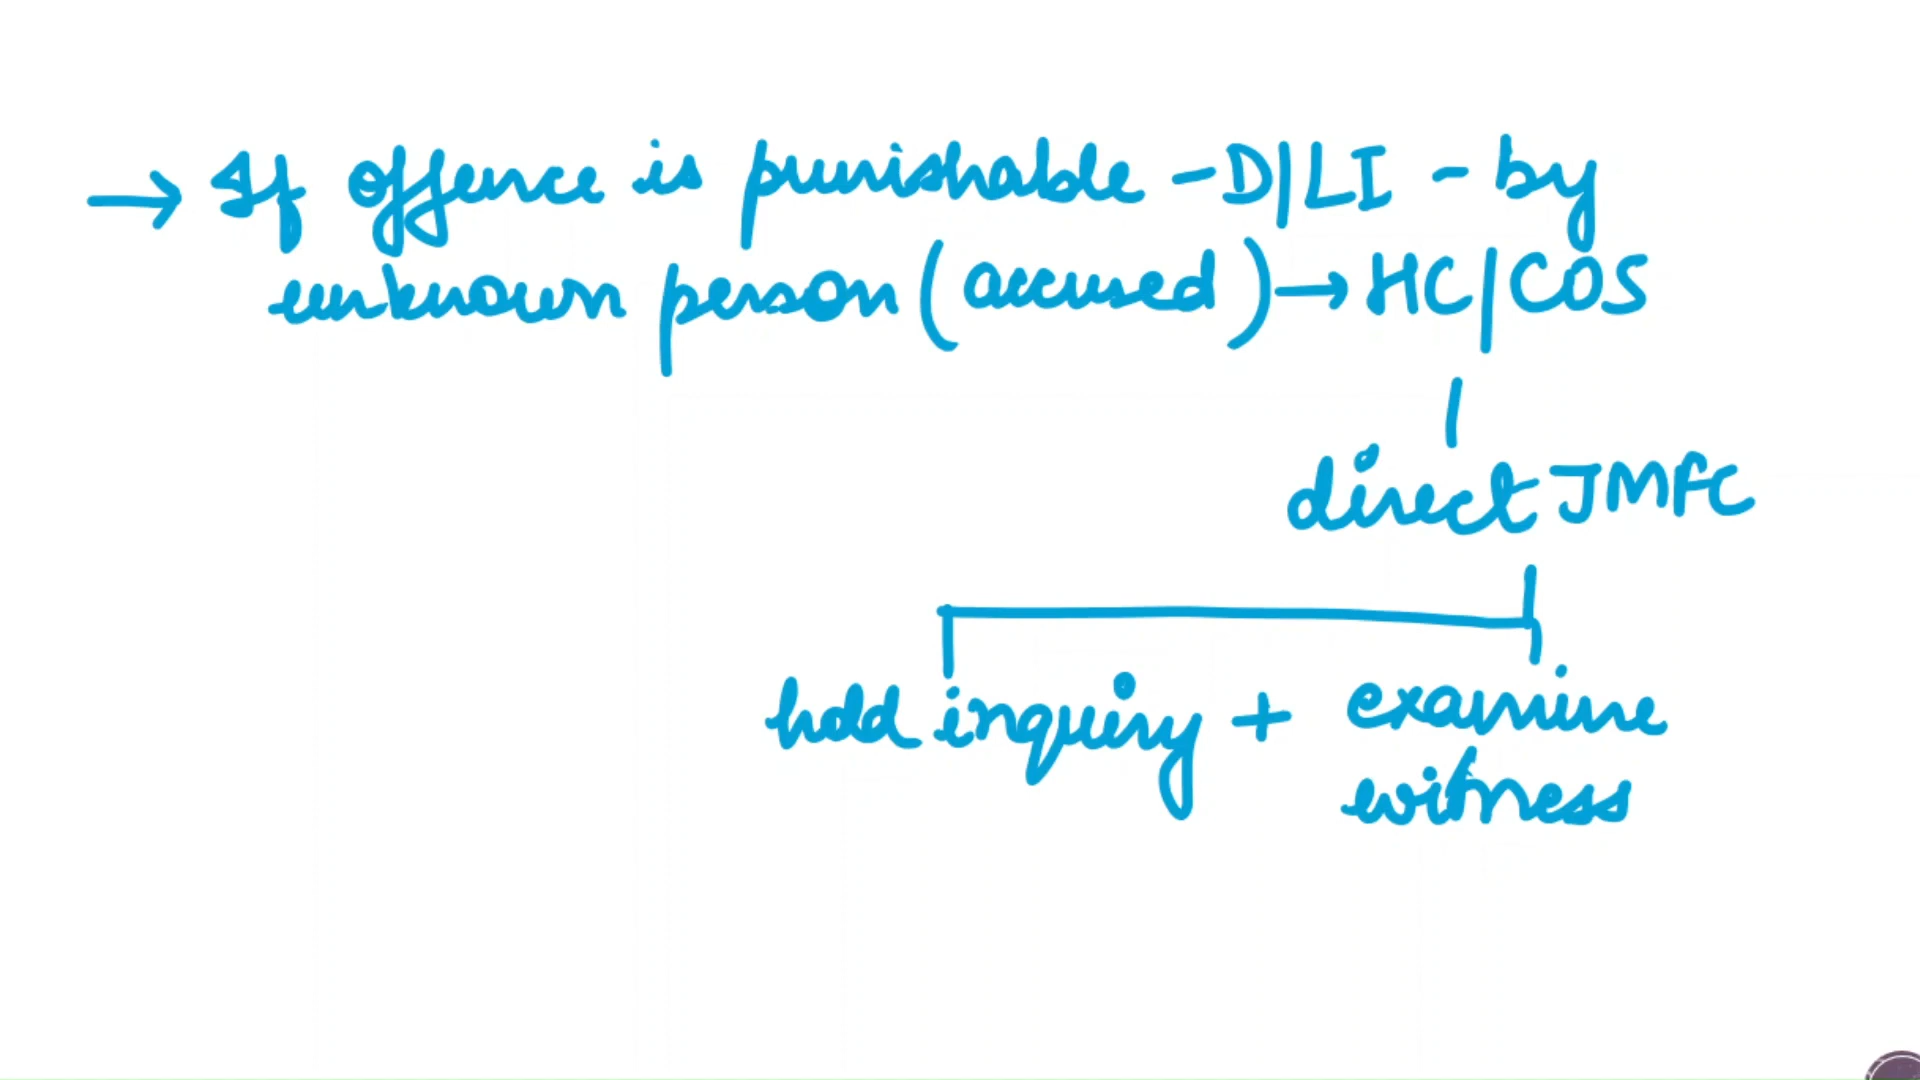 → If offence is punishable - D/LI - by
unknown person (accused) → HC/COS
direct JMFC
hold inquiry + examine
witness